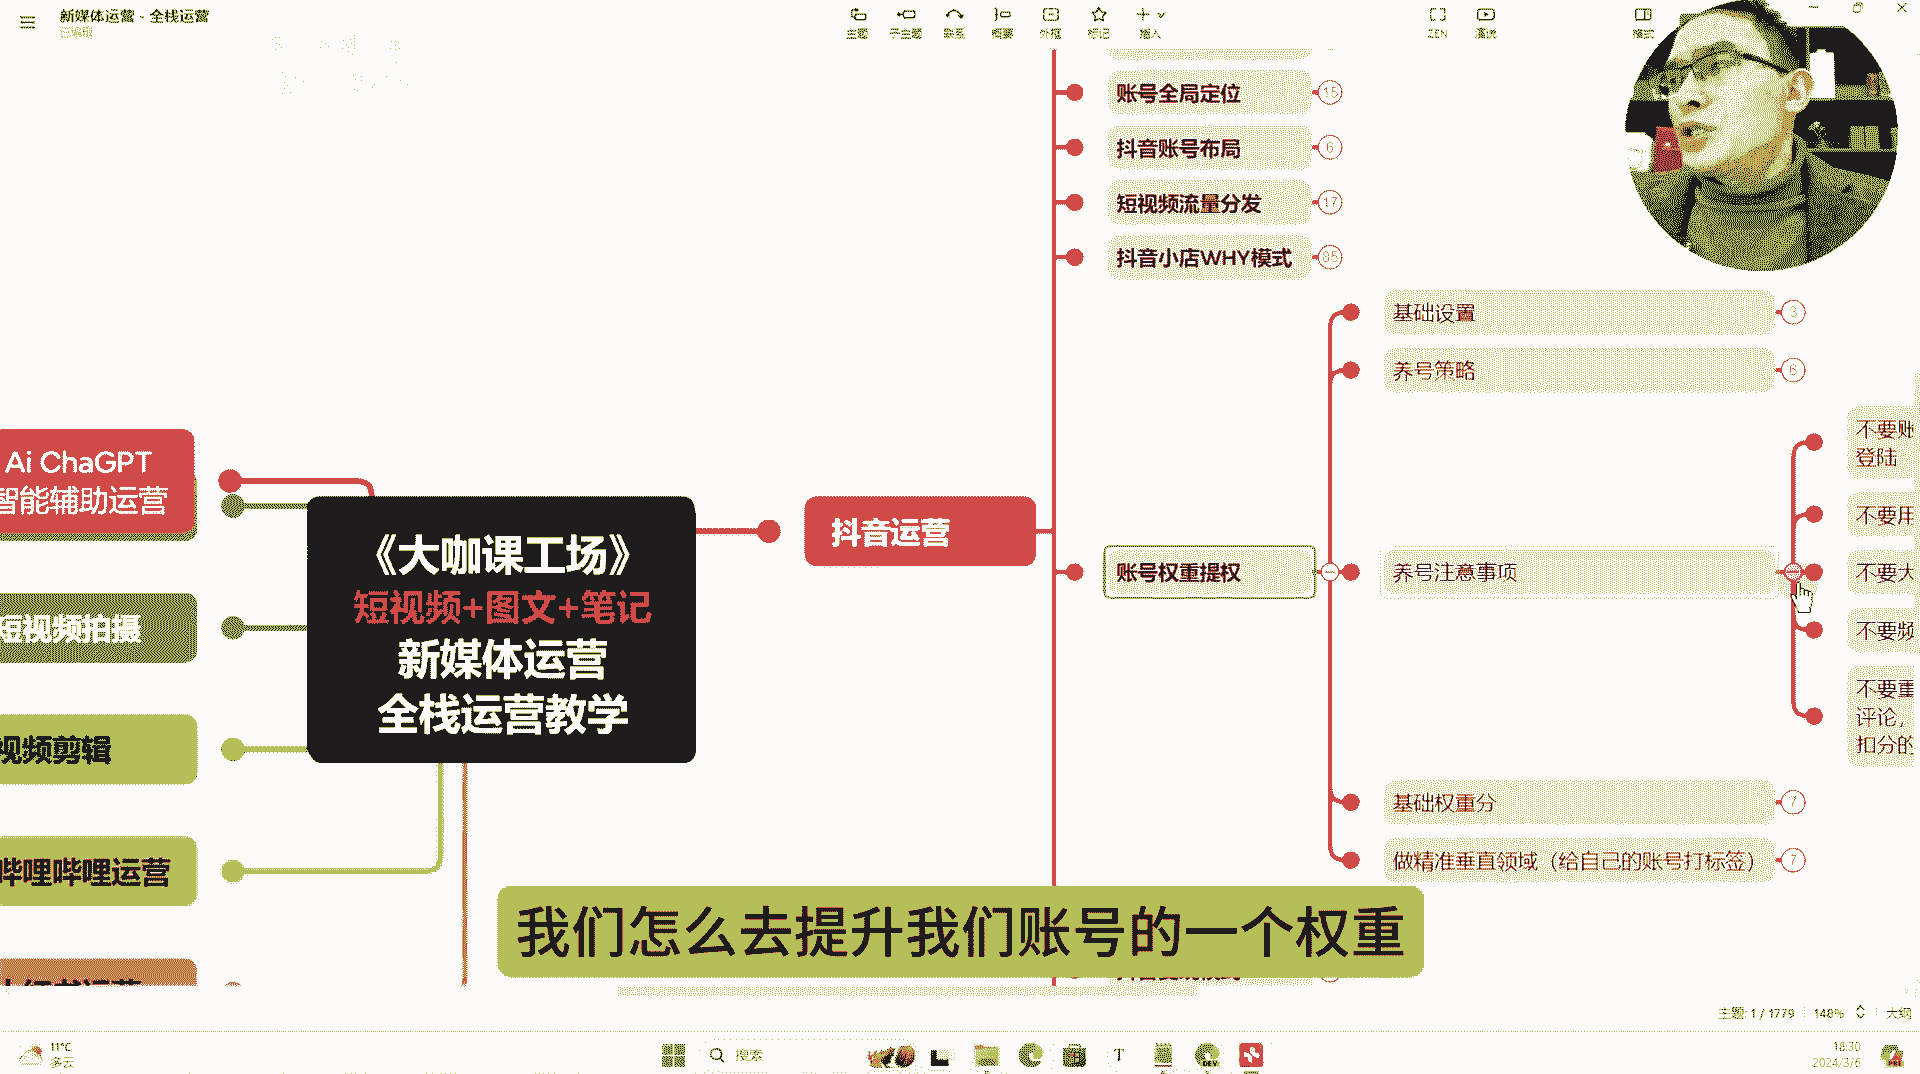 新媒体运营 - 全栈运营
已编辑
主题
子主题
联系
概要
外框
标记
插入
ZEN
演说
格式
账号全局定位
15
抖音账号布局
6
短视频流量分发
17
抖音小店WHY模式
85
基础设置
3
养号策略
6
不要账
登陆
不要用
账号权重提权
养号注意事项
不要大
不要频
不要重
评论,
扣分的
基础权重分
7
做精准垂直领域（给自己的账号打标签）
7
Ai ChaGPT
智能辅助运营
短视频拍摄
视频剪辑
哔哩哔哩运营
《大咖课工场》
短视频+图文+笔记
新媒体运营
全栈运营教学
抖音运营
我们怎么去提升我们账号的一个权重
主题: 1 / 1779
148%
大纲
11°C
多云
搜索
18:30
2024/3/6